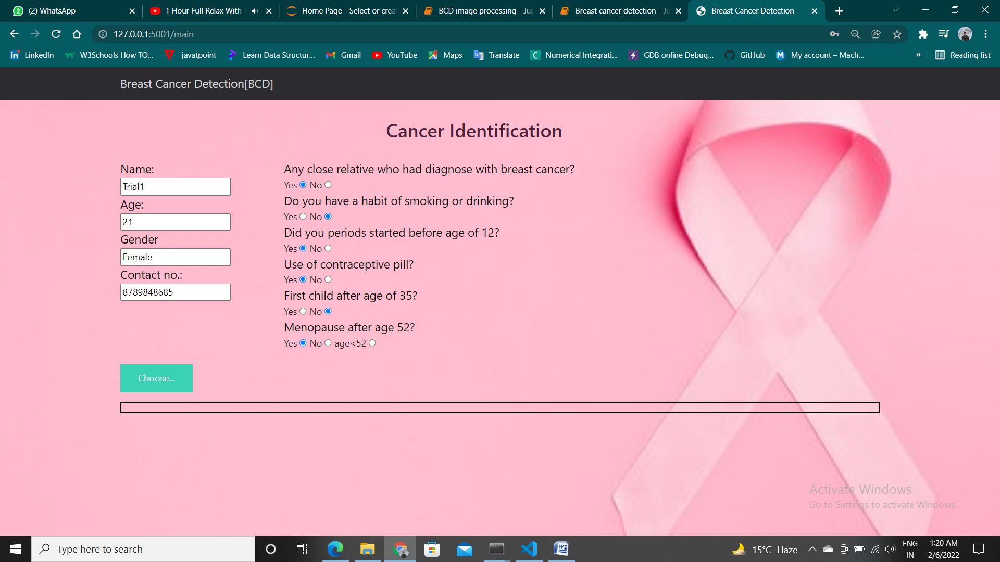 (2) WhatsApp
1 Hour Full Relax With
Home Page - Select or crea
BCD image processing - Jup
Breast cancer detection - Ju
Breast Cancer Detection
127.0.0.1:5001/main
LinkedIn
W3Schools How TO...
javatpoint
Learn Data Structur...
Gmail
YouTube
Maps
Translate
Numerical Integrati...
GDB online Debug...
GitHub
My account – Mach...
»
Reading list
Breast Cancer Detection[BCD]
Cancer Identification
Name:
Trial1
Age:
21
Gender
Female
Contact no.:
8789848685
Any close relative who had diagnose with breast cancer?
Yes No
Do you have a habit of smoking or drinking?
Yes No
Did you periods started before age of 12?
Yes No
Use of contraceptive pill?
Yes No
First child after age of 35?
Yes No
Menopause after age 52?
Yes No age<52
Choose...
Activate Windows
Go to Settings to activate Windows.
Type here to search
15°C Haze
ENG
IN
1:20 AM
2/6/2022